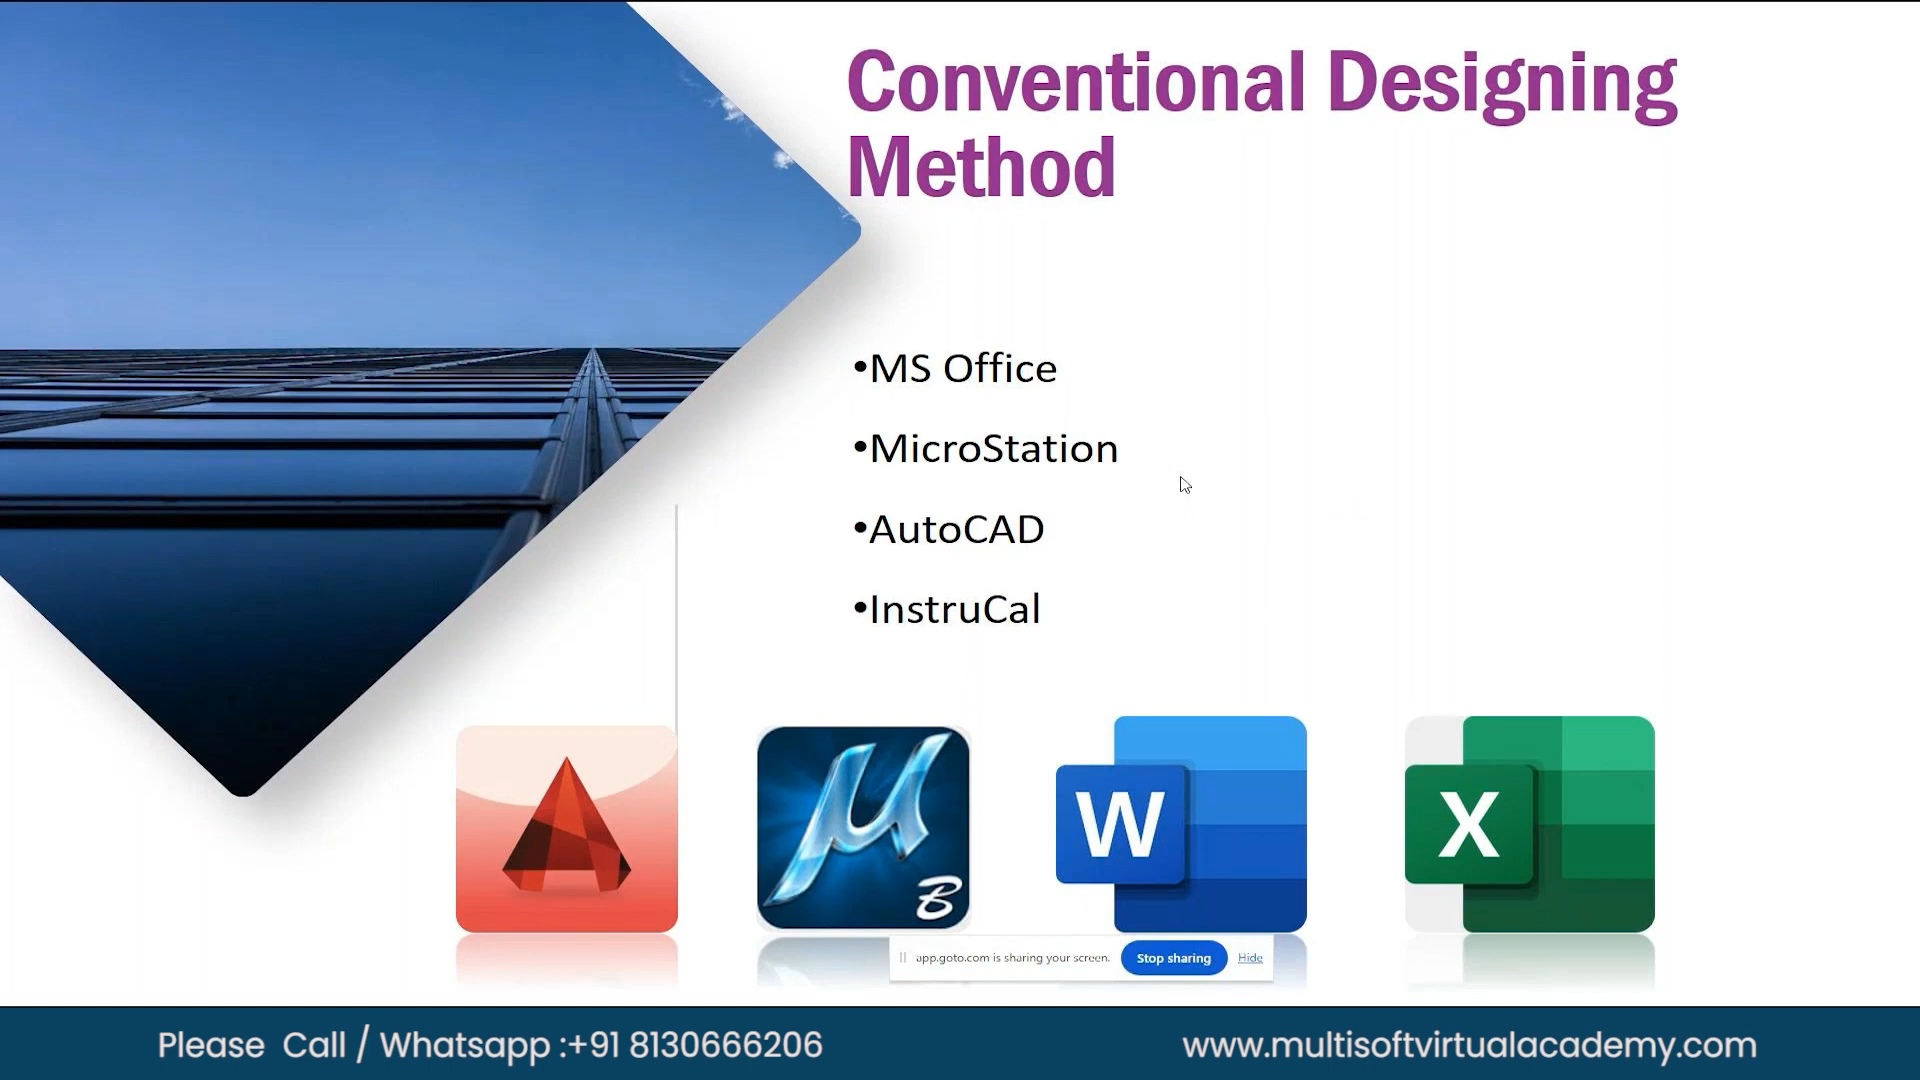 Conventional Designing
Method
•MS Office
•MicroStation
•AutoCAD
•InstruCal
μ
B
W
X
app.goto.com is sharing your screen.
Stop sharing
Hide
Please Call / Whatsapp :+91 8130666206
www.multisoftvirtualacademy.com